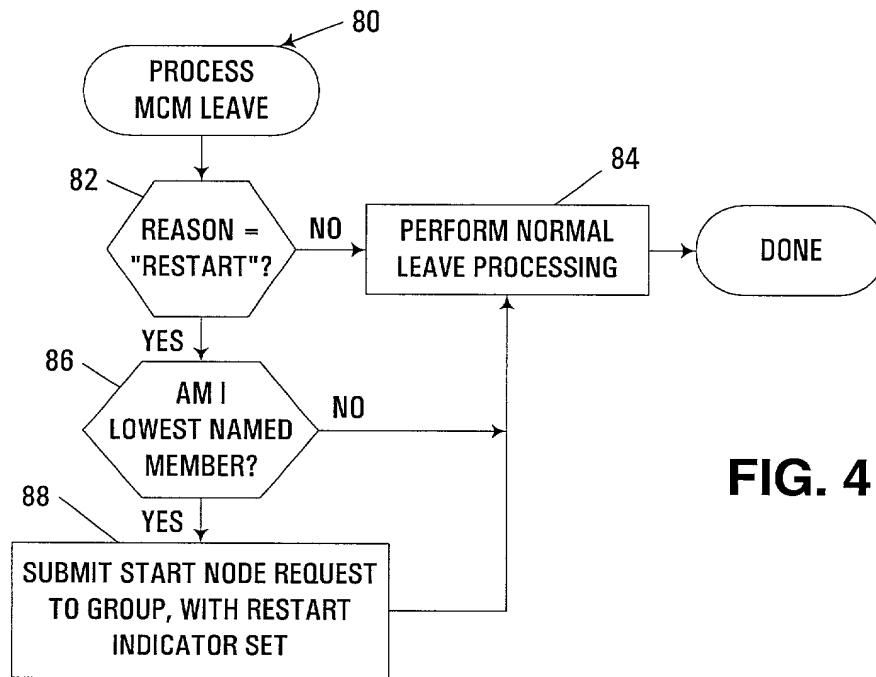 80
PROCESS
MCM LEAVE
82
84
REASON =
"RESTART"?
NO
PERFORM NORMAL
LEAVE PROCESSING
DONE
YES
86
AM I
LOWEST NAMED
MEMBER?
NO
FIG. 4
88
YES
SUBMIT START NODE REQUEST
TO GROUP, WITH RESTART
INDICATOR SET